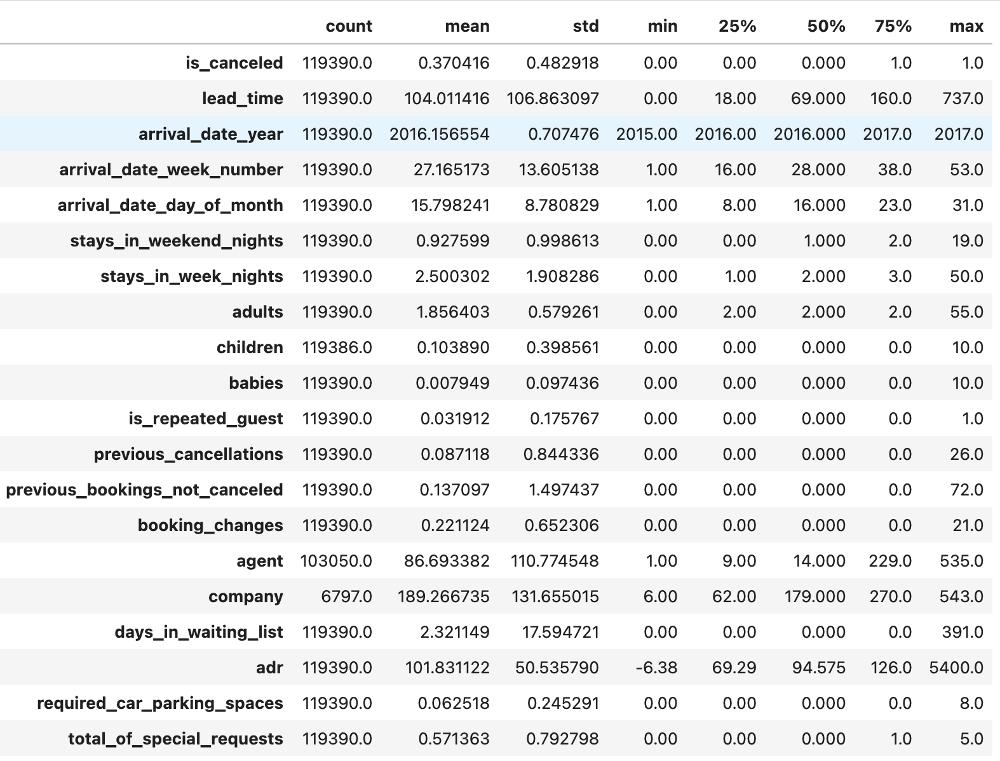 count mean std min 25% 50% 75% max
is_canceled 119390.0 0.370416 0.482918 0.00 0.00 0.000 1.0 1.0
lead_time 119390.0 104.011416 106.863097 0.00 18.00 69.000 160.0 737.0
arrival_date_year 119390.0 2016.156554 0.707476 2015.00 2016.00 2016.000 2017.0 2017.0
arrival_date_week_number 119390.0 27.165173 13.605138 1.00 16.00 28.000 38.0 53.0
arrival_date_day_of_month 119390.0 15.798241 8.780829 1.00 8.00 16.000 23.0 31.0
stays_in_weekend_nights 119390.0 0.927599 0.998613 0.00 0.00 1.000 2.0 19.0
stays_in_week_nights 119390.0 2.500302 1.908286 0.00 1.00 2.000 3.0 50.0
adults 119390.0 1.856403 0.579261 0.00 2.00 2.000 2.0 55.0
children 119386.0 0.103890 0.398561 0.00 0.00 0.000 0.0 10.0
babies 119390.0 0.007949 0.097436 0.00 0.00 0.000 0.0 10.0
is_repeated_guest 119390.0 0.031912 0.175767 0.00 0.00 0.000 0.0 1.0
previous_cancellations 119390.0 0.087118 0.844336 0.00 0.00 0.000 0.0 26.0
previous_bookings_not_canceled 119390.0 0.137097 1.497437 0.00 0.00 0.000 0.0 72.0
booking_changes 119390.0 0.221124 0.652306 0.00 0.00 0.000 0.0 21.0
agent 103050.0 86.693382 110.774548 1.00 9.00 14.000 229.0 535.0
company 6797.0 189.266735 131.655015 6.00 62.00 179.000 270.0 543.0
days_in_waiting_list 119390.0 2.321149 17.594721 0.00 0.00 0.000 0.0 391.0
adr 119390.0 101.831122 50.535790 -6.38 69.29 94.575 126.0 5400.0
required_car_parking_spaces 119390.0 0.062518 0.245291 0.00 0.00 0.000 0.0 8.0
total_of_special_requests 119390.0 0.571363 0.792798 0.00 0.00 0.000 1.0 5.0